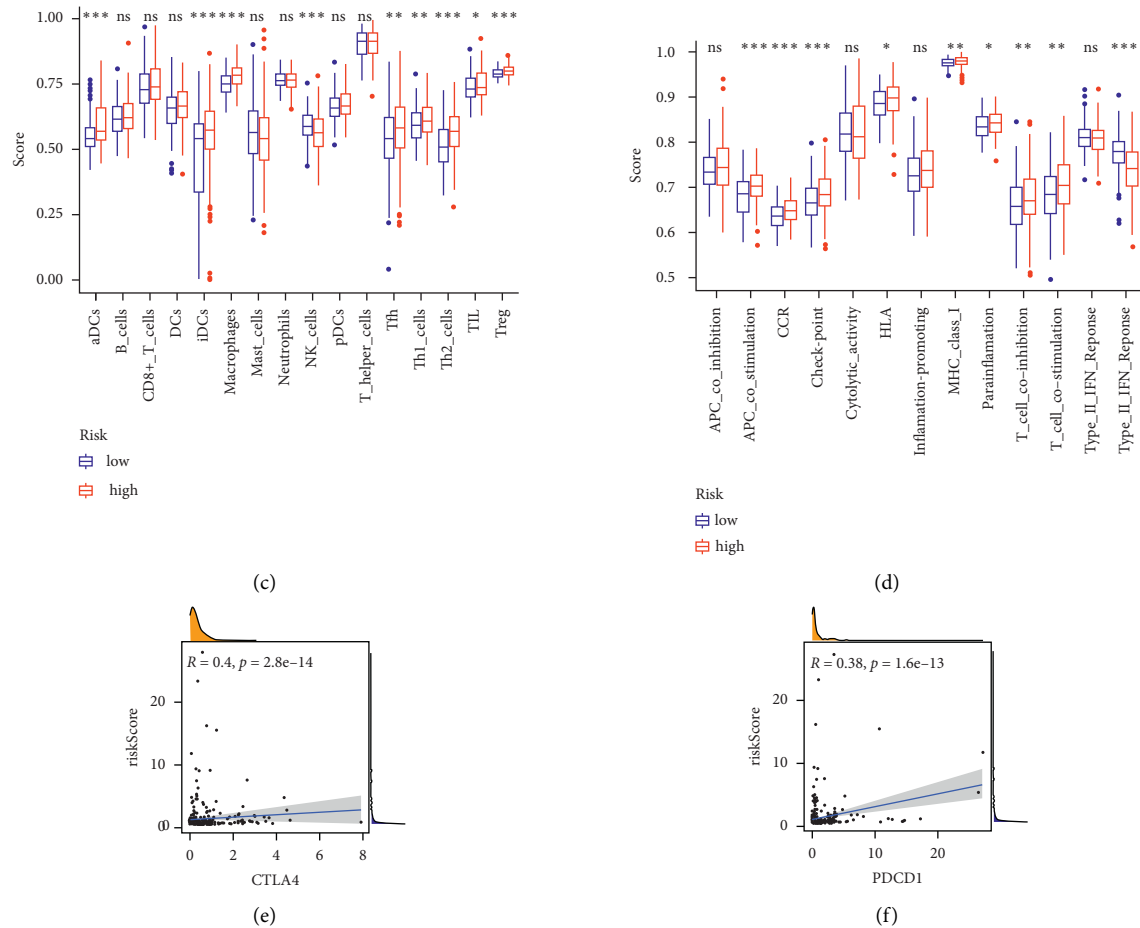 *** ns ns ns *** *** ns ns *** ns ns ** ** *** * ***
1.00
0.75
0.50
0.25
0.00
Score
aDCs
B_cells
CD8+_T_cells
DCs
iDCs
Macrophages
Mast_cells
Neutrophils
NK_cells
pDCs
T_helper_cells
Tfh
Th1_cells
Th2_cells
TIL
Treg
Risk
low
high
(c)
ns *** *** *** ns * ns ** * ** ** ns ***
1.0
0.9
0.8
0.7
0.6
0.5
Score
APC_co_inhibition
APC_co_stimulation
CCR
Check-point
Cytolytic_activity
HLA
Inflamation-promoting
MHC_class_I
Parainflamation
T_cell_co-inhibition
T_cell_co-stimulation
Type_II_IFN_Reponse
Type_II_IFN_Reponse
Risk
low
high
(d)
R = 0.4, p = 2.8e–14
20
10
0
riskScore
0 2 4 6 8
CTLA4
(e)
R = 0.38, p = 1.6e–13
20
10
0
riskScore
0 10 20
PDCD1
(f)